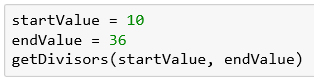 startValue = 10
endValue = 36
getDivisors(startValue, endValue)